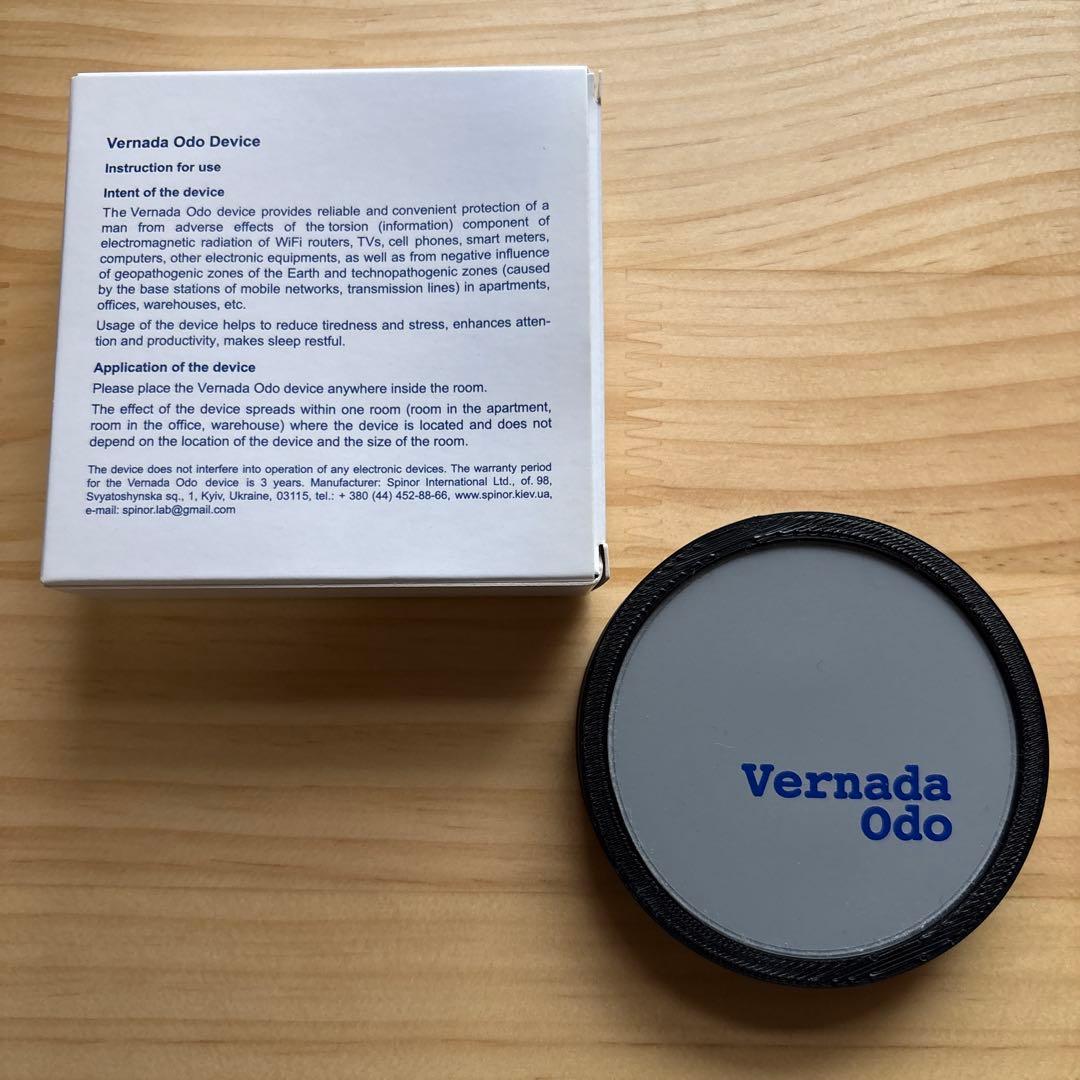 Vernada Odo Device
Instruction for use
Intent of the device
The Vernada Odo device provides reliable and convenient protection of a
man from adverse effects of the torsion (information) component of
electromagnetic radiation of WiFi routers, TVs, cell phones, smart meters,
computers, other electronic equipments, as well as from negative influence
of geopathogenic zones of the Earth and technopathogenic zones (caused
by the base stations of mobile networks, transmission lines) in apartments,
offices, warehouses, etc.
Usage of the device helps to reduce tiredness and stress, enhances atten-
tion and productivity, makes sleep restful.
Application of the device
Please place the Vernada Odo device anywhere inside the room.
The effect of the device spreads within one room (room in the apartment,
room in the office, warehouse) where the device is located and does not
depend on the location of the device and the size of the room.
The device does not interfere into operation of any electronic devices. The warranty period
for the Vernada Odo device is 3 years. Manufacturer: Spinor International Ltd., of. 98,
Svyatoshynska sq., 1, Kyiv, Ukraine, 03115, tel.: + 380 (44) 452-88-66, www.spinor.kiev.ua,
e-mail: spinor.lab@gmail.com
Vernada
Odo